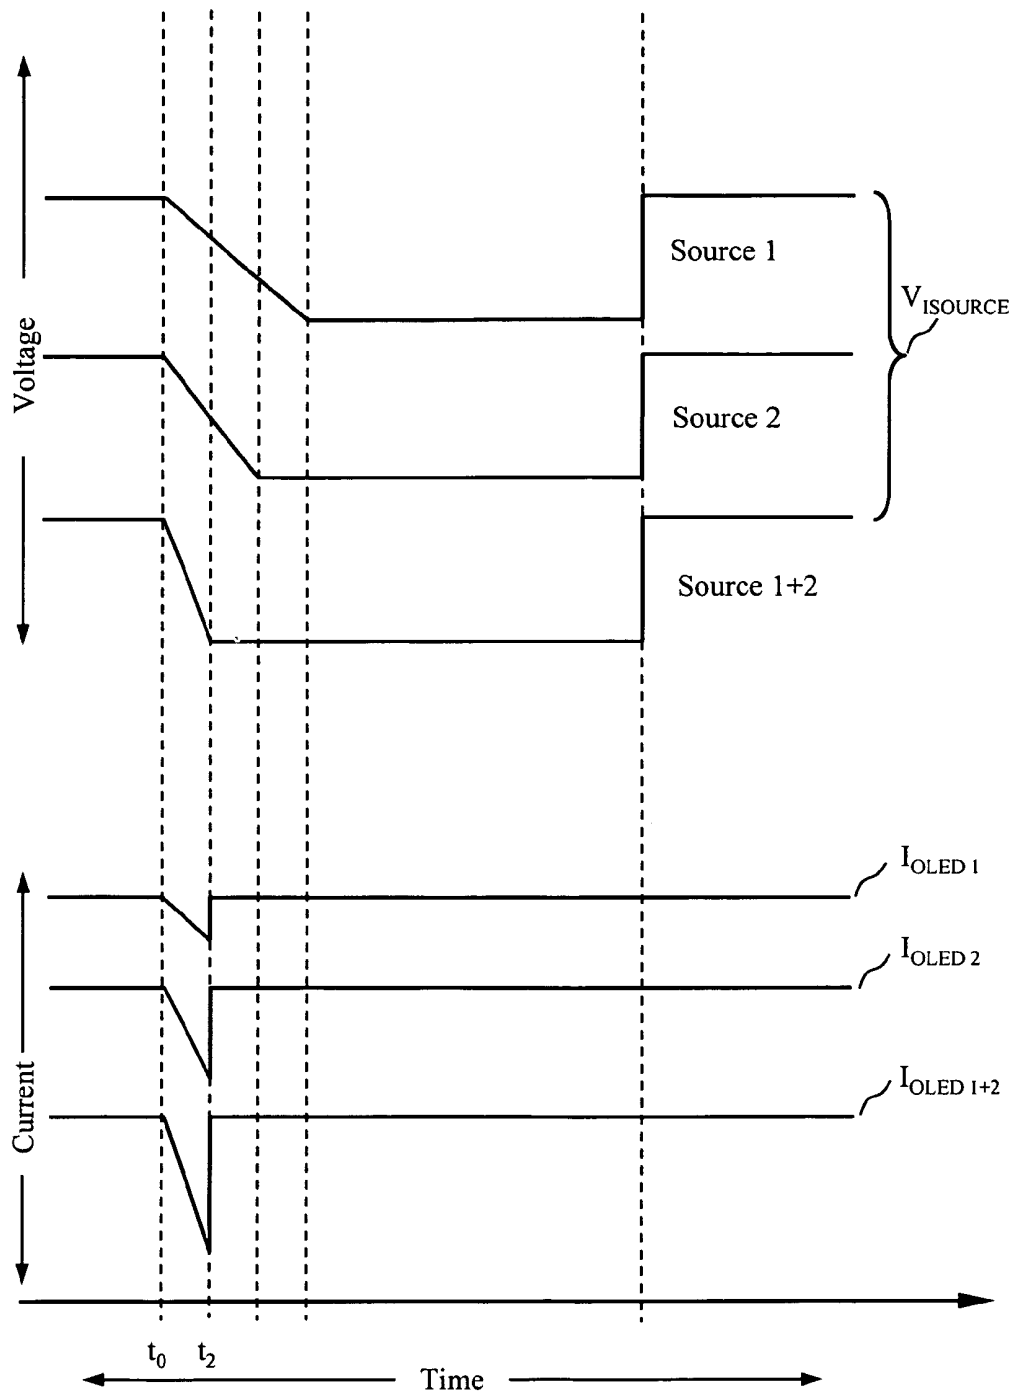 Source 1
V_ISOURCE
Voltage
Source 2
Source 1+2
I_OLED 1
I_OLED 2
I_OLED 1+2
Current
t_0
t_2
Time